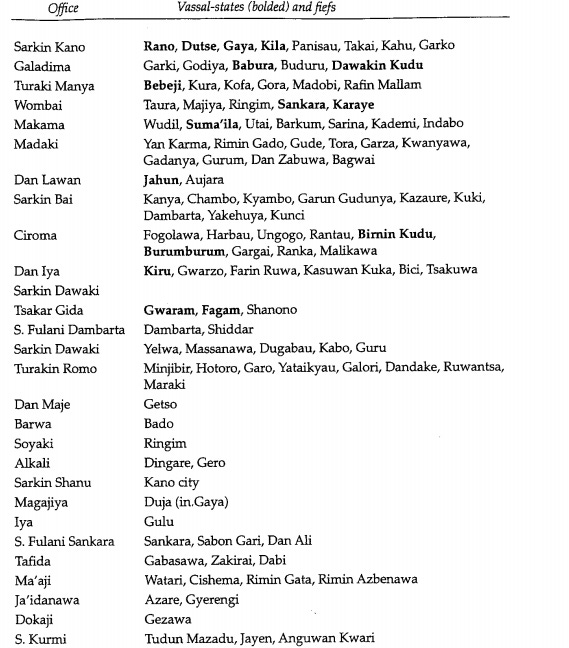 Office Vassal-states (bolded) and fiefs
Sarkin Kano Rano, Dutse, Gaya, Kila, Panisau, Takai, Kahu, Garko
Galadima Garki, Godiya, Babura, Buduru, Dawakin Kudu
Turaki Manya Bebeji, Kura, Kofa, Gora, Madobi, Rafin Mallam
Wombai Taura, Majiya, Ringim, Sankara, Karaye
Makama Wudil, Suma'ila, Utai, Barkum, Sarina, Kademi, Indabo
Madaki Yan Karma, Rimin Gado, Gude, Tora, Garza, Kwanyawa,
Gadanya, Gurum, Dan Zabuwa, Bagwai
Dan Lawan Jahun, Aujara
Sarkin Bai Kanya, Chambo, Kyambo, Garun Gudunya, Kazaure, Kuki,
Dambarta, Yakehuya, Kunci
Ciroma Fogolawa, Harbau, Ungogo, Rantau, Birnin Kudu,
Burumburum, Gargai, Ranka, Malikawa
Dan Iya Kiru, Gwarzo, Farin Ruwa, Kasuwan Kuka, Bici, Tsakuwa
Sarkin Dawaki
Tsakar Gida Gwaram, Fagam, Shanono
S. Fulani Dambarta Dambarta, Shiddar
Sarkin Dawaki Yelwa, Massanawa, Dugabau, Kabo, Guru
Turakin Romo Minjibir, Hotoro, Garo, Yataikyau, Galori, Dandake, Ruwantsa,
Maraki
Dan Maje Getso
Barwa Bado
Soyaki Ringim
Alkali Dingare, Gero
Sarkin Shanu Kano city
Magajiya Duja (in.Gaya)
Iya Gulu
S. Fulani Sankara Sankara, Sabon Gari, Dan Ali
Tafida Gabasawa, Zakirai, Dabi
Ma'aji Watari, Cishema, Rimin Gata, Rimin Azbenawa
Ja'idanawa Azare, Gyerengi
Dokaji Gezawa
S. Kurmi Tudun Mazadu, Jayen, Anguwan Kwari